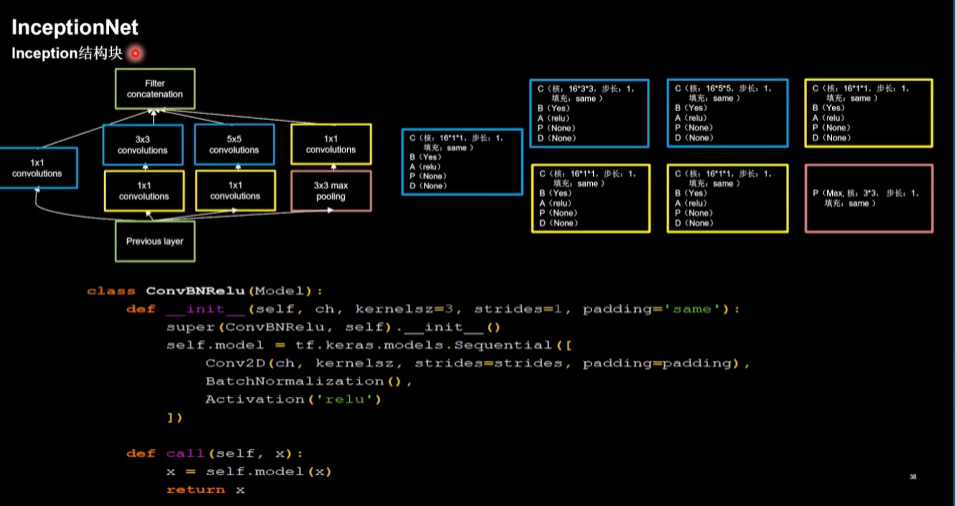 InceptionNet
Inception结构块
Filter
concatenation
1x1
convolutions
3x3
convolutions
5x5
convolutions
1x1
convolutions
1x1
convolutions
1x1
convolutions
3x3 max
pooling
Previous layer
C（核：16*1*1，步长：1，
填充：same ）
B（Yes）
A（relu）
P（None）
D（None）
C（核：16*3*3，步长：1，
填充：same ）
B（Yes）
A（relu）
P（None）
D（None）
C（核：16*5*5，步长：1，
填充：same ）
B（Yes）
A（relu）
P（None）
D（None）
C（核：16*1*1，步长：1，
填充：same ）
B（Yes）
A（relu）
P（None）
D（None）
C（核：16*1*1，步长：1，
填充：same ）
B（Yes）
A（relu）
P（None）
D（None）
C（核：16*1*1，步长：1，
填充：same ）
B（Yes）
A（relu）
P（None）
D（None）
P（Max, 核：3*3， 步长：1，
填充：same ）
class ConvBNRelu(Model):
def __init__(self, ch, kernelsz=3, strides=1, padding='same'):
super(ConvBNRelu, self).__init__()
self.model = tf.keras.models.Sequential([
Conv2D(ch, kernelsz, strides=strides, padding=padding),
BatchNormalization(),
Activation('relu')
])
def call(self, x):
x = self.model(x)
return x
38